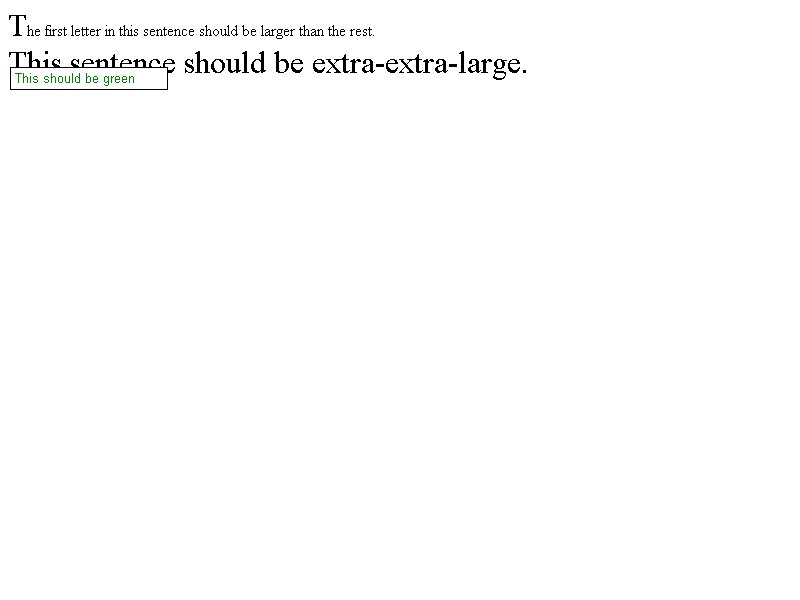 The first letter in this sentence should be larger than the rest.
This sentence should be extra-extra-large.
This should be green